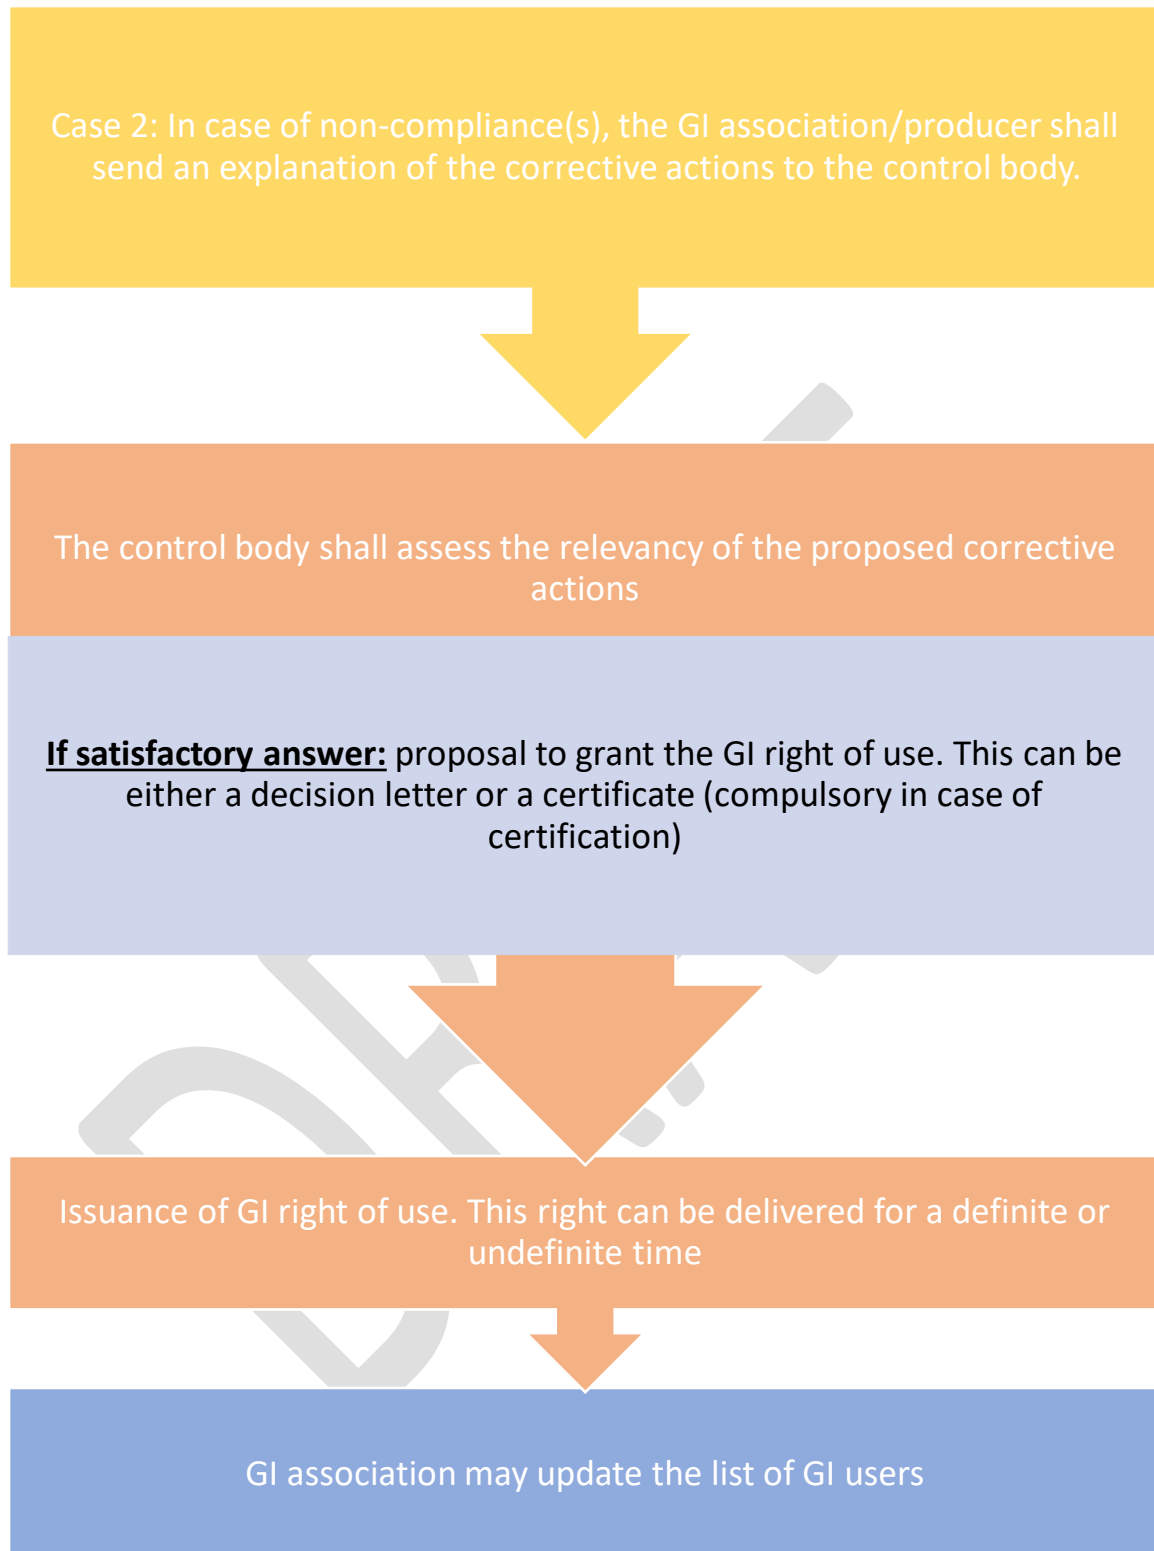 Case 2: In case of non-compliance(s), the GI association/producer shall
send an explanation of the corrective actions to the control body.
The control body shall assess the relevancy of the proposed corrective
actions
If satisfactory answer: proposal to grant the GI right of use. This can be
either a decision letter or a certificate (compulsory in case of
certification)
Issuance of GI right of use. This right can be delivered for a definite or
undefinite time
GI association may update the list of GI users